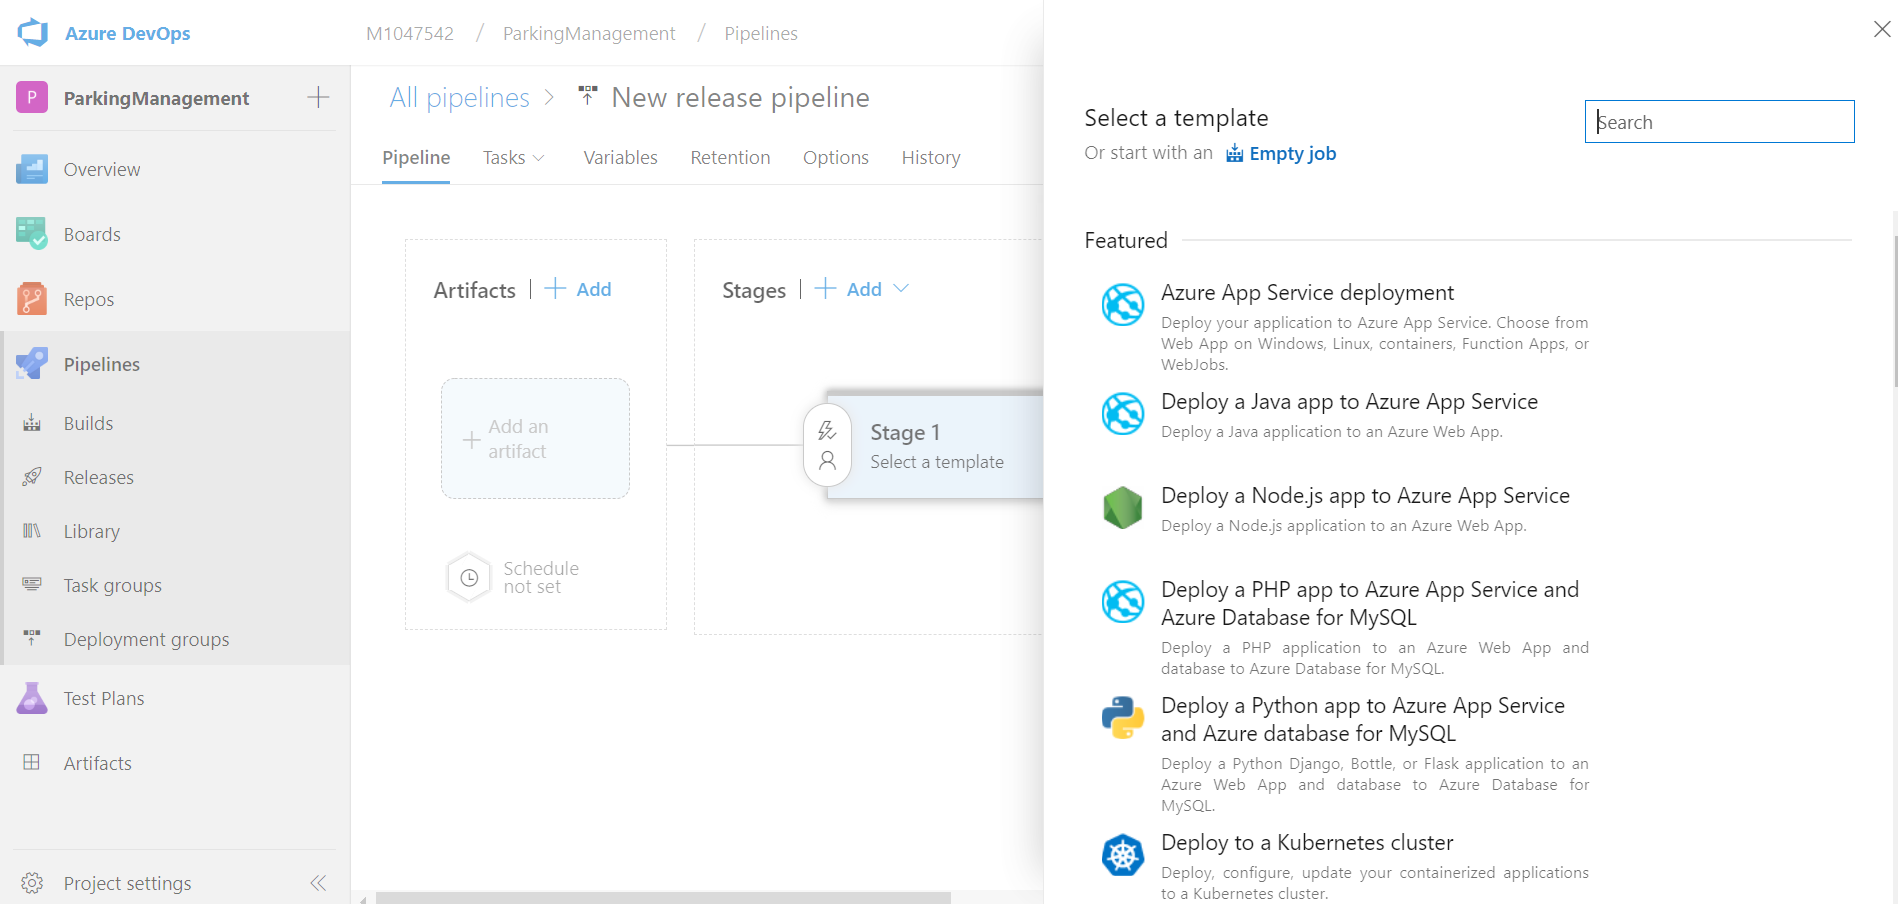 Azure DevOps
M1047542 / ParkingManagement / Pipelines
P ParkingManagement
Overview
Boards
Repos
Pipelines
Builds
Releases
Library
Task groups
Deployment groups
Test Plans
Artifacts
Project settings
All pipelines > New release pipeline
Pipeline Tasks Variables Retention Options History
Artifacts | + Add
Add an
artifact
Schedule
not set
Stages | + Add
Stage 1
Select a template
Select a template
Or start with an Empty job
Search
Featured
Azure App Service deployment
Deploy your application to Azure App Service. Choose from
Web App on Windows, Linux, containers, Function Apps, or
WebJobs.
Deploy a Java app to Azure App Service
Deploy a Java application to an Azure Web App.
Deploy a Node.js app to Azure App Service
Deploy a Node.js application to an Azure Web App.
Deploy a PHP app to Azure App Service and
Azure Database for MySQL
Deploy a PHP application to an Azure Web App and
database to Azure Database for MySQL.
Deploy a Python app to Azure App Service
and Azure database for MySQL
Deploy a Python Django, Bottle, or Flask application to an
Azure Web App and database to Azure Database for
MySQL.
Deploy to a Kubernetes cluster
Deploy, configure, update your containerized applications
to a Kubernetes cluster.